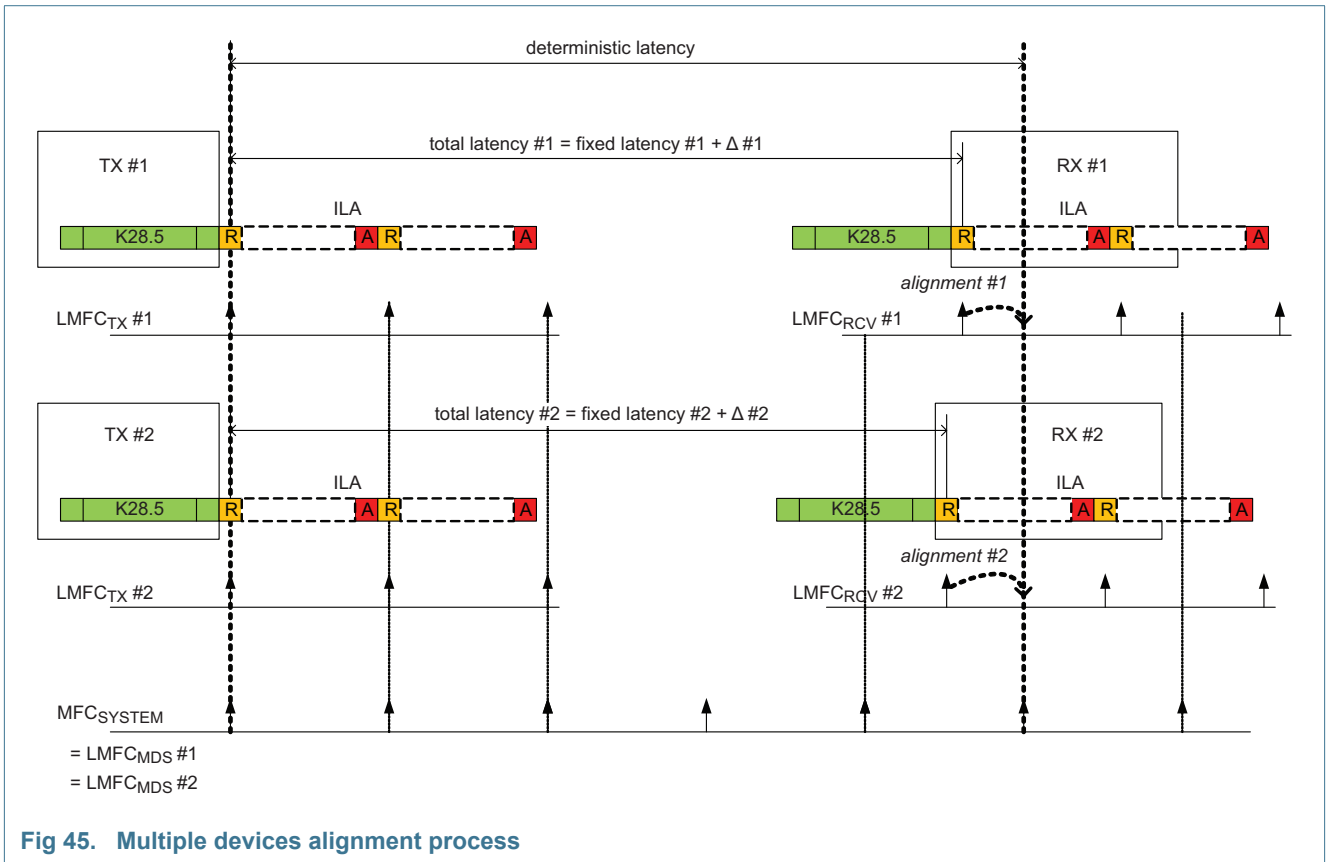 deterministic latency
total latency #1 = fixed latency #1 + Δ #1
TX #1
RX #1
ILA
ILA
K28.5
R
A
R
A
K28.5
R
A
R
A
alignment #1
LMFCTX #1
LMFCRCV #1
total latency #2 = fixed latency #2 + Δ #2
TX #2
RX #2
ILA
ILA
K28.5
R
A
R
A
K28.5
R
A
R
A
alignment #2
LMFCTX #2
LMFCRCV #2
MFCSYSTEM
= LMFCMDS #1
= LMFCMDS #2
Fig 45. Multiple devices alignment process